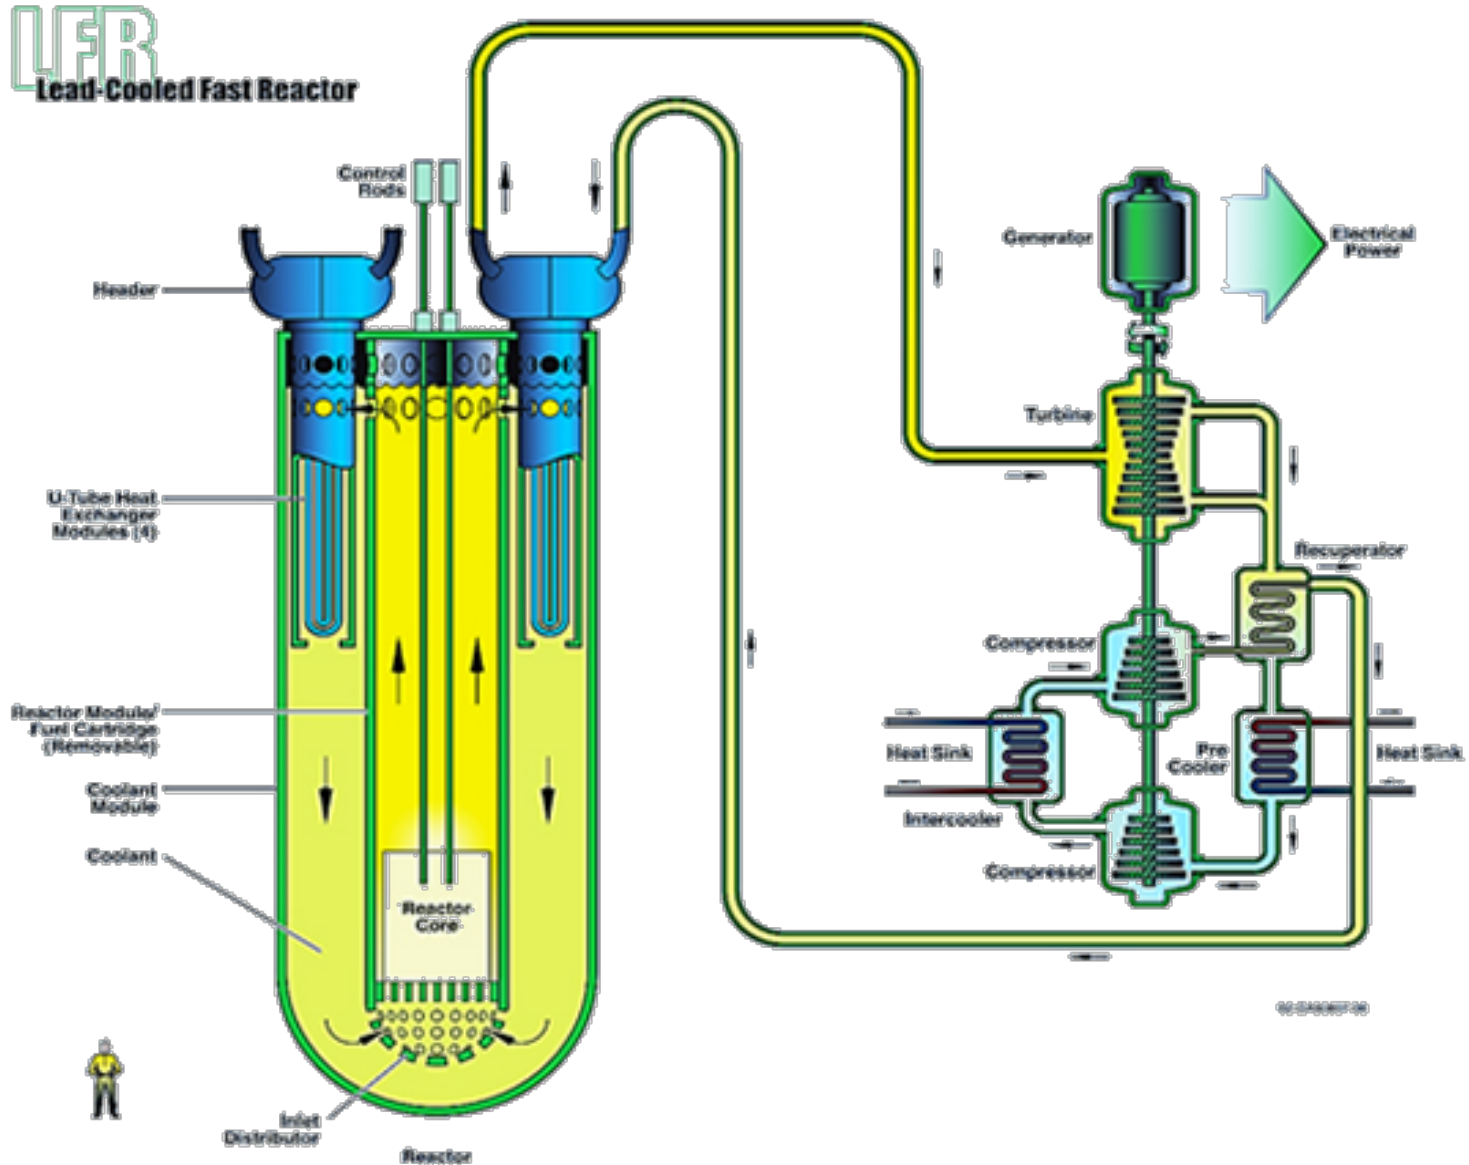 LFR
Lead-Cooled Fast Reactor
Control
Rods
Header
Generator
Electrical
Power
Turbine
U-Tube Heat
Exchanger
Modules (4)
Recuperator
Compressor
Reactor Module/
Fuel Cartridge
(Removable)
Heat Sink
Pre
Cooler
Heat Sink
Coolant
Module
Intercooler
Coolant
Compressor
Reactor
Core
Inlet
Distributor
Reactor